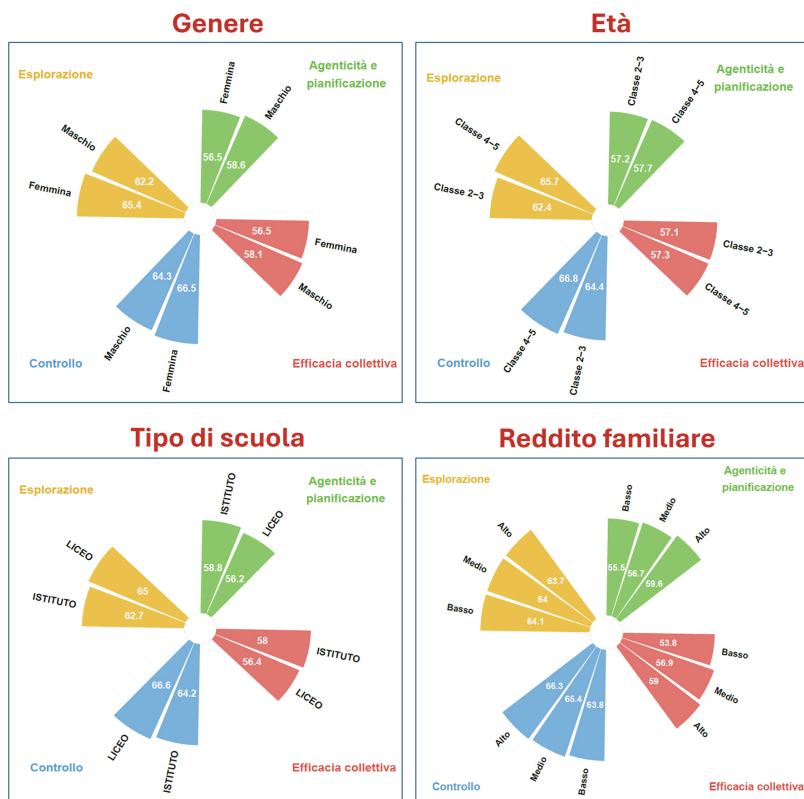 Genere
Esplorazione
Agenticità e
pianificazione
Femmina
Maschio
56.5
58.6
Maschio
62.2
Femmina
65.4
56.5
Femmina
58.1
Maschio
64.3
66.5
Maschio
Femmina
Controllo
Efficacia collettiva
Età
Esplorazione
Agenticità e
pianificazione
Classe 2–3
Classe 4–5
57.2
57.7
Classe 4–5
65.7
Classe 2–3
62.4
57.1
Classe 2–3
57.3
Classe 4–5
66.8
64.4
Classe 4–5
Classe 2–3
Controllo
Efficacia collettiva
Tipo di scuola
Esplorazione
Agenticità e
pianificazione
ISTITUTO
LICEO
58.8
56.2
LICEO
65
ISTITUTO
62.7
58
ISTITUTO
56.4
LICEO
66.6
64.2
LICEO
ISTITUTO
Controllo
Efficacia collettiva
Reddito familiare
Esplorazione
Agenticità e
pianificazione
Basso
Medio
Alto
55.5
56.7
59.6
Alto
63.7
Medio
64
Basso
64.1
53.8
Basso
56.9
Medio
59
Alto
66.3
65.4
63.8
Alto
Medio
Basso
Controllo
Efficacia collettiva